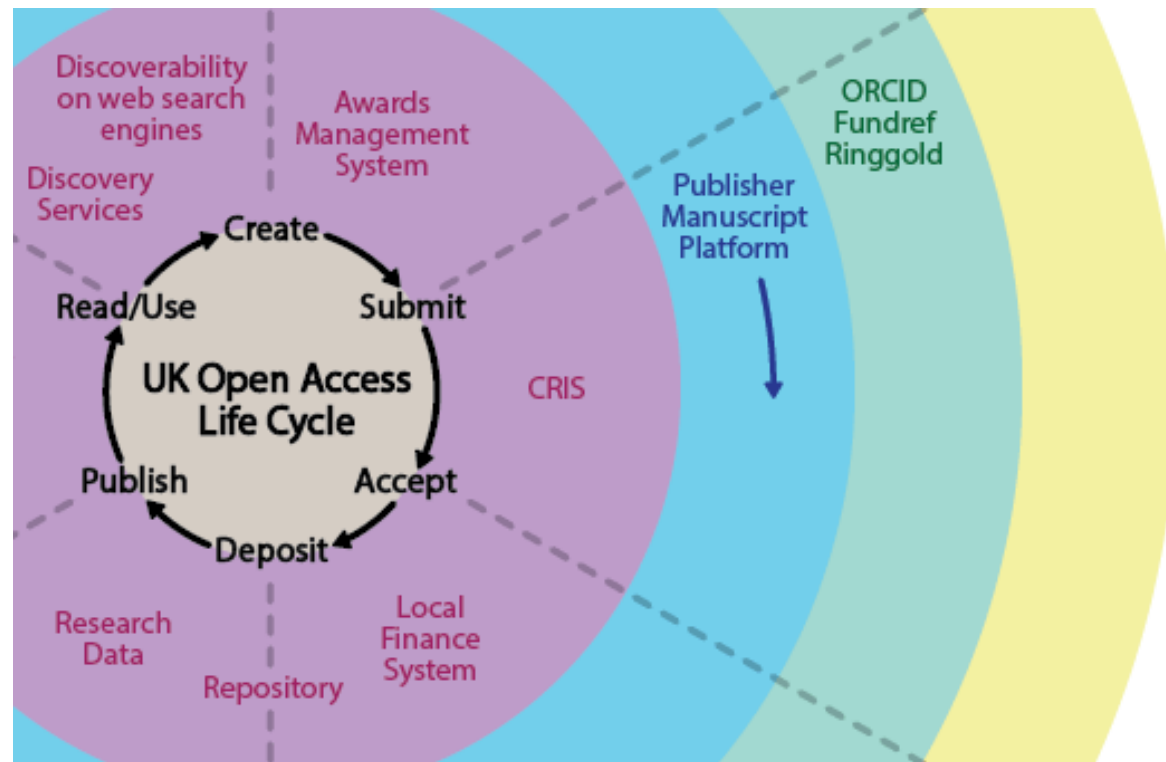 Discoverability
on web search
engines
Discovery
Services
Awards
Management
System
ORCID
Fundref
Ringgold
Publisher
Manuscript
Platform
Create
Submit
Read/Use
UK Open Access
Life Cycle
CRIS
Publish
Accept
Deposit
Research
Data
Repository
Local
Finance
System